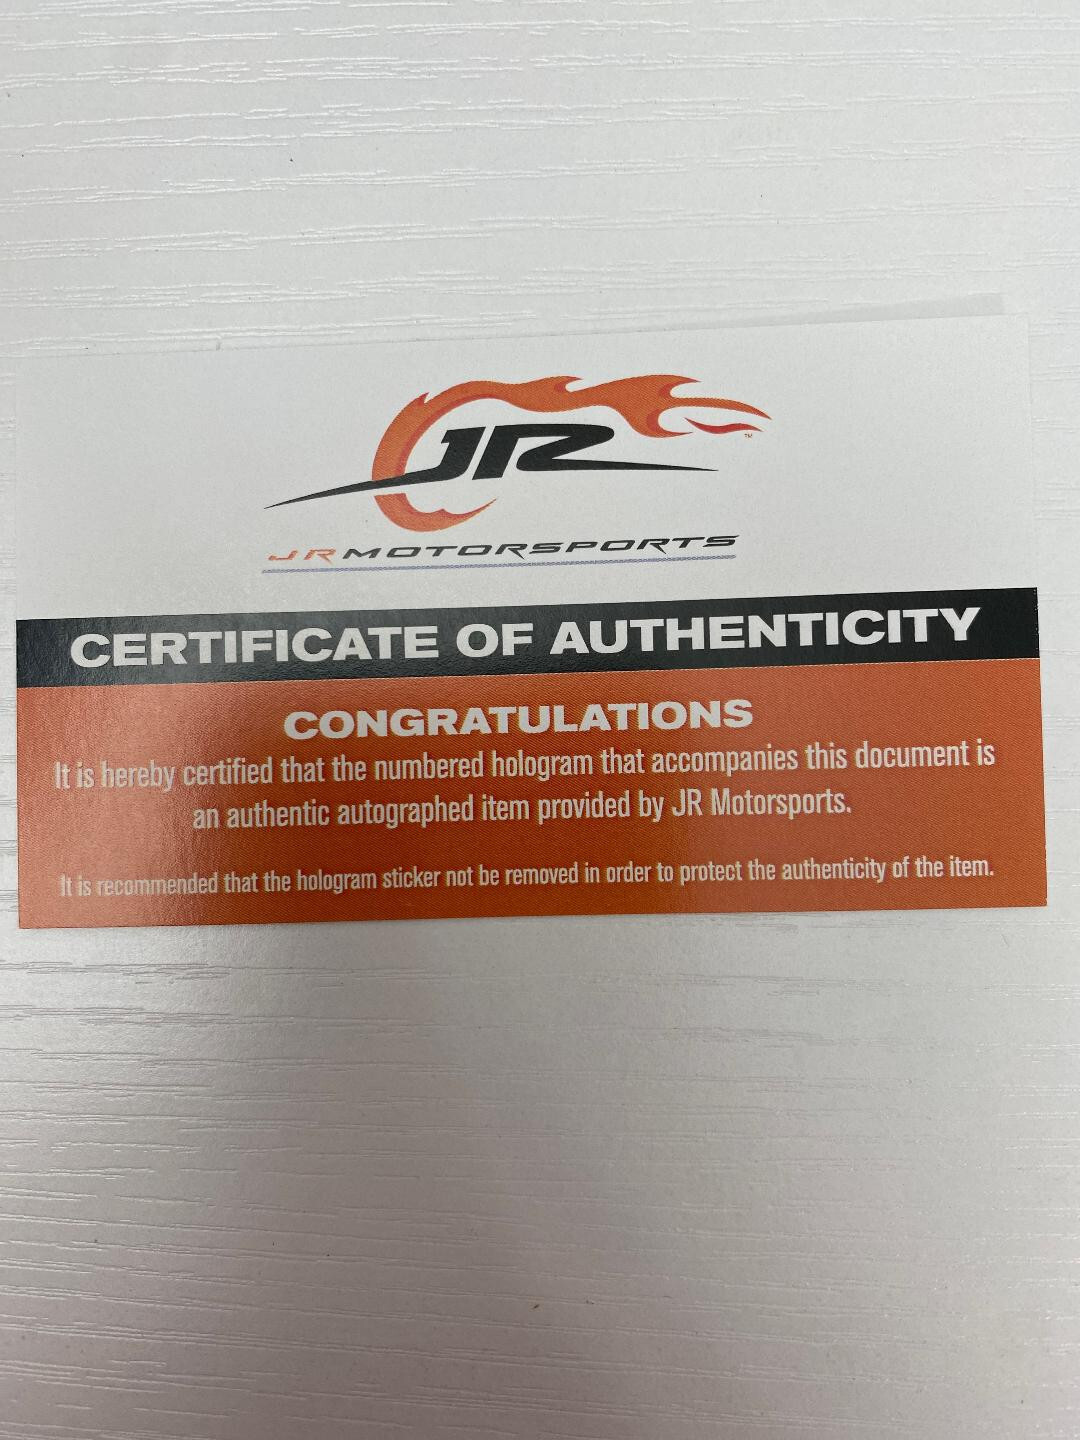 JR
TM
JR MOTORSPORTS
CERTIFICATE OF AUTHENTICITY
CONGRATULATIONS
It is hereby certified that the numbered hologram that accompanies this document is
an authentic autographed item provided by JR Motorsports.
It is recommended that the hologram sticker not be removed in order to protect the authenticity of the item.